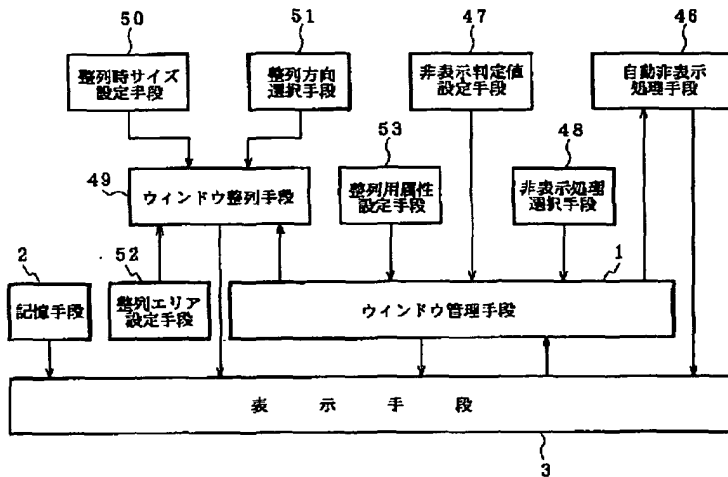 50
51
47
46
整列時サイズ
設定手段
整列方向
選択手段
非表示判定値
設定手段
自動非表示
処理手段
53
48
49
ウィンドウ整列手段
整列用属性
設定手段
非表示処理
選択手段
2
52
1
記憶手段
整列エリア
設定手段
ウィンドウ管理手段
表示手段
3